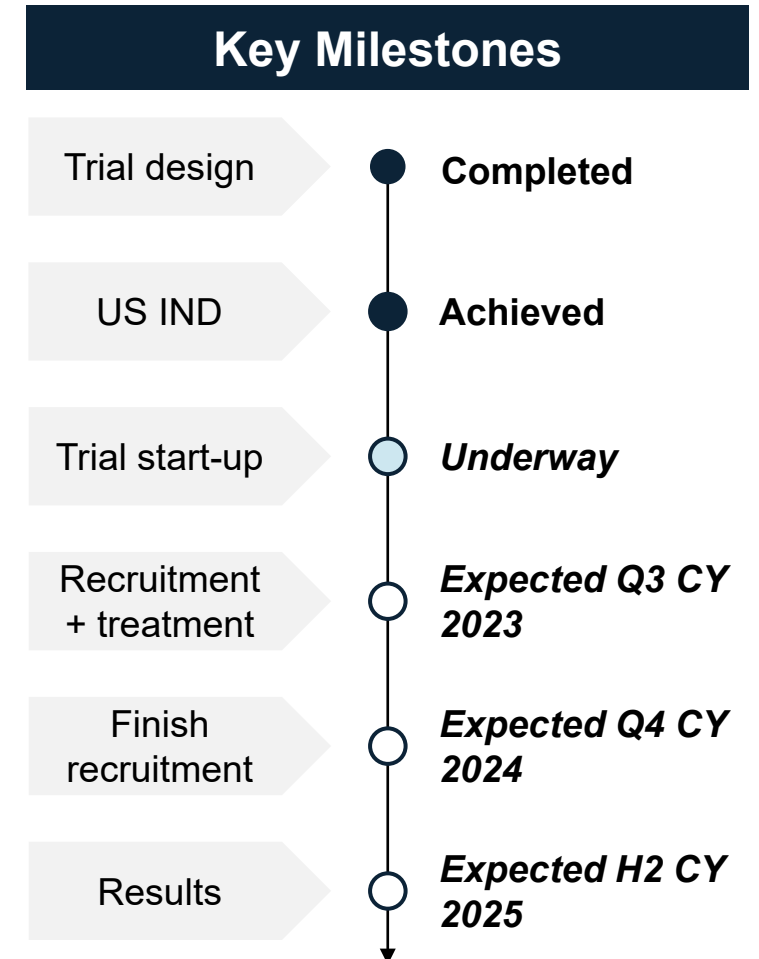 Key Milestones
Trial design
Completed
US IND
Achieved
Trial start-up
Underway
Recruitment
+ treatment
Expected Q3 CY
2023
Finish
recruitment
Expected Q4 CY
2024
Results
Expected H2 CY
2025